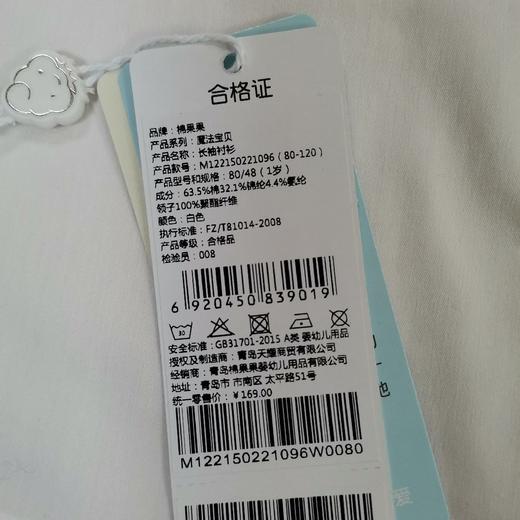 合格证
品牌：棉果果
产品系列：魔法宝贝
产品名称：长袖衬衫
产品款号：M122150221096（80-120）
产品型号和规格：80/48（1岁）
成分：63.5%棉32.1%锦纶4.4%氨纶
领子100%聚酯纤维
颜色：白色
执行标准：FZ/T81014-2008
产品等级：合格品
检验员：008
6 920450 839019
30
安全标准：GB31701-2015 A类 婴幼儿用品
授权及制造商：青岛天耀商贸有限公司
经销商：青岛棉果果婴幼儿用品有限公司
地址：青岛市 市南区 太平路51号
统一零售价：￥169.00
M122150221096W0080
爱